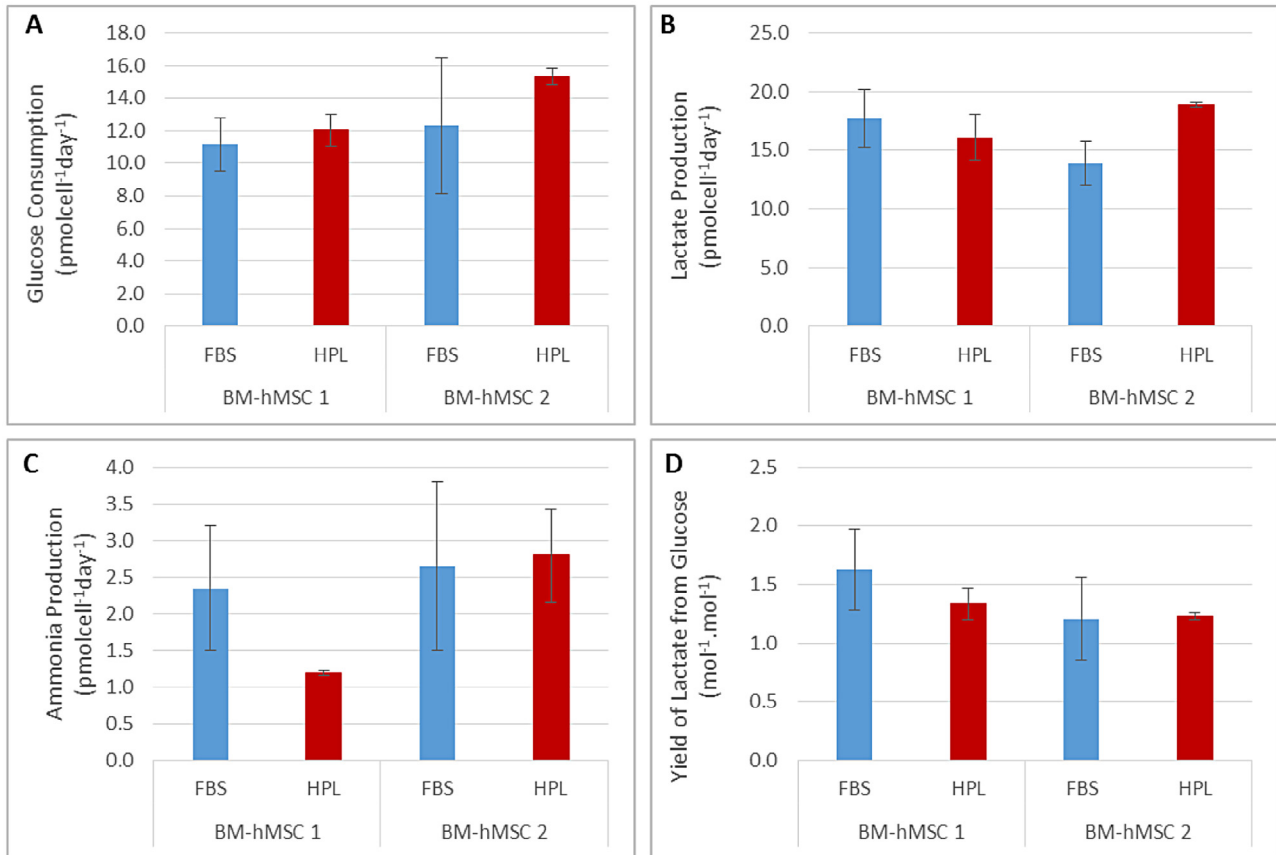 A
Glucose Consumption
(pmolcell⁻¹day⁻¹)
18.0
16.0
14.0
12.0
10.0
8.0
6.0
4.0
2.0
0.0
FBS HPL FBS HPL
BM-hMSC 1 BM-hMSC 2
B
Lactate Production
(pmolcell⁻¹day⁻¹)
25.0
20.0
15.0
10.0
5.0
0.0
FBS HPL FBS HPL
BM-hMSC 1 BM-hMSC 2
C
Ammonia Production
(pmolcell⁻¹day⁻¹)
4.0
3.5
3.0
2.5
2.0
1.5
1.0
0.5
0.0
FBS HPL FBS HPL
BM-hMSC 1 BM-hMSC 2
D
Yield of Lactate from Glucose
(mol⁻¹.mol⁻¹)
2.5
2.0
1.5
1.0
0.5
0.0
FBS HPL FBS HPL
BM-hMSC 1 BM-hMSC 2